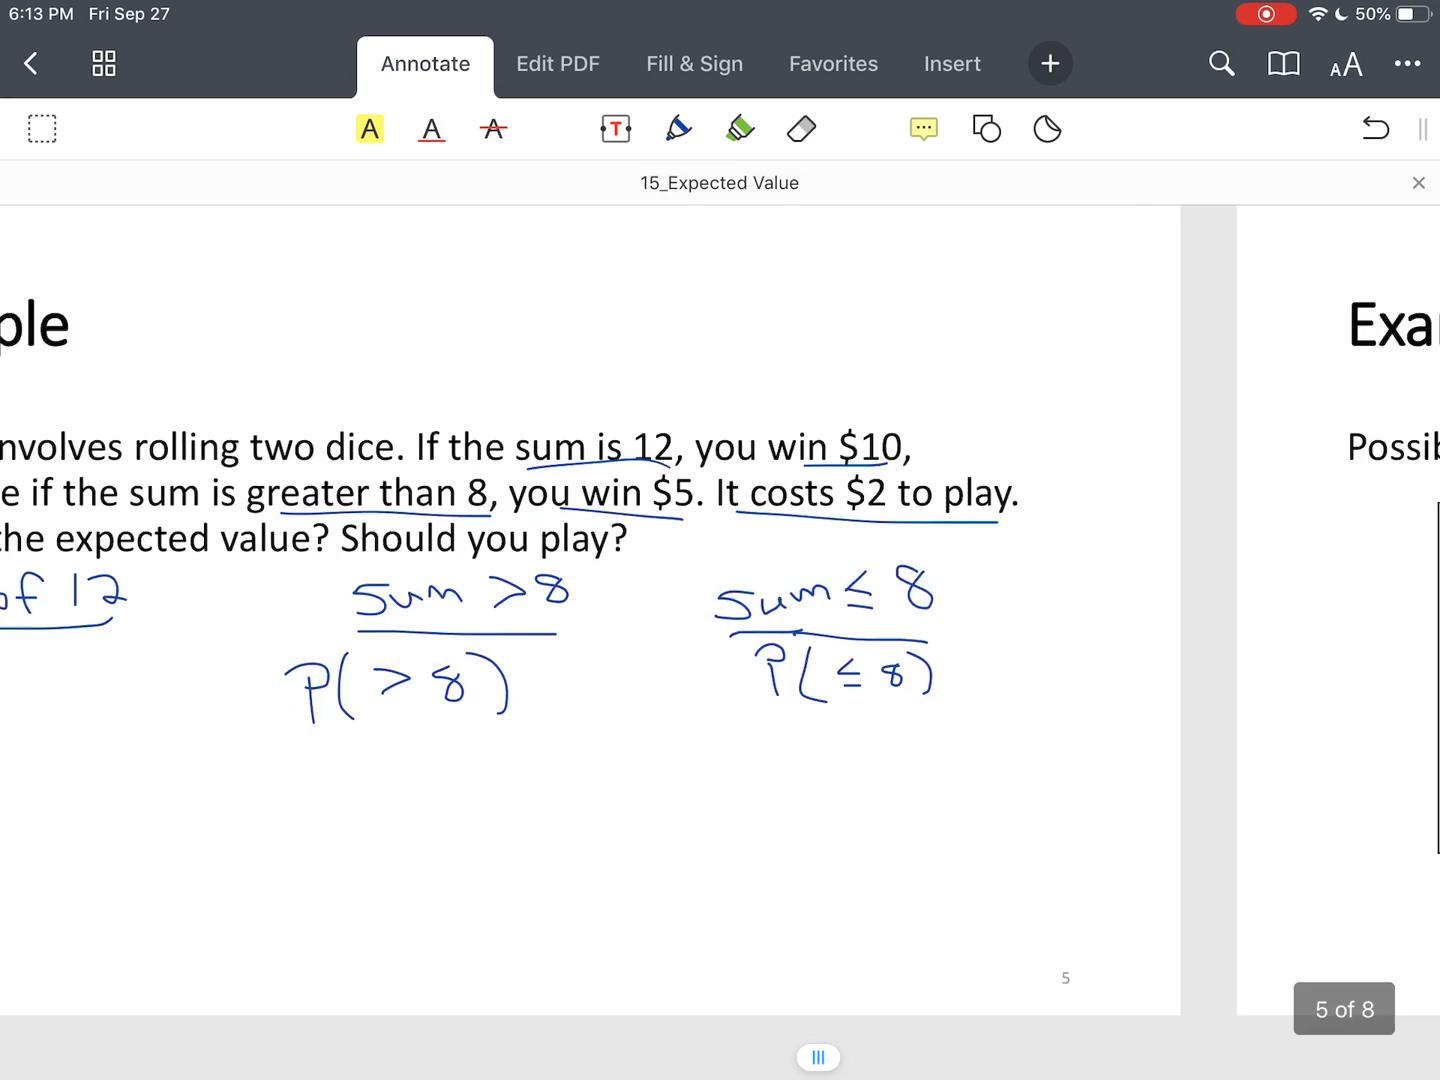 6:13 PM Fri Sep 27 50%
Annotate Edit PDF Fill & Sign Favorites Insert
15_Expected Value
ple
Exa
nvolves rolling two dice. If the sum is 12, you win $10,
Possib
e if the sum is greater than 8, you win $5. It costs $2 to play.
the expected value? Should you play?
of 12
sum > 8
sum ≤ 8
P( > 8 )
P( ≤ 8 )
5
5 of 8